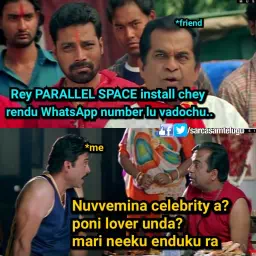 *friend
Rey PARALLEL SPACE install chey
rendu WhatsApp number lu vadochu..
/sarcasamtelugu
*me
Nuvvemina celebrity a?
poni lover unda?
mari neeku enduku ra